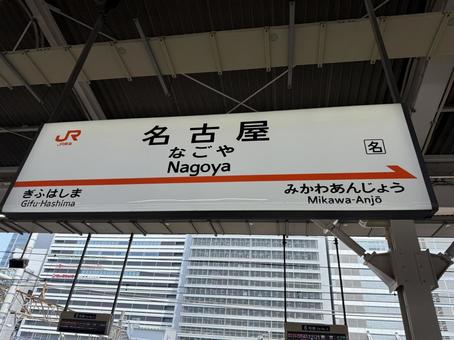 JR
JR東海
名古屋
なごや
Nagoya
名
ぎふはしま
Gifu-Hashima
みかわあんじょう
Mikawa-Anjō